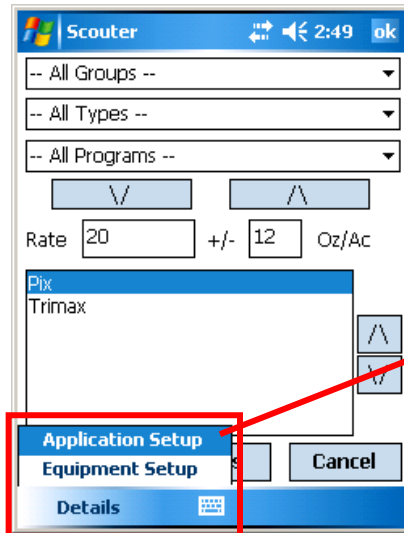 Scouter 2:49 ok
-- All Groups --
-- All Types --
-- All Programs --
\/ /\
Rate 20 +/- 12 Oz/Ac
Pix
Trimax
/\
\/
Application Setup
Equipment Setup
Cancel
Details